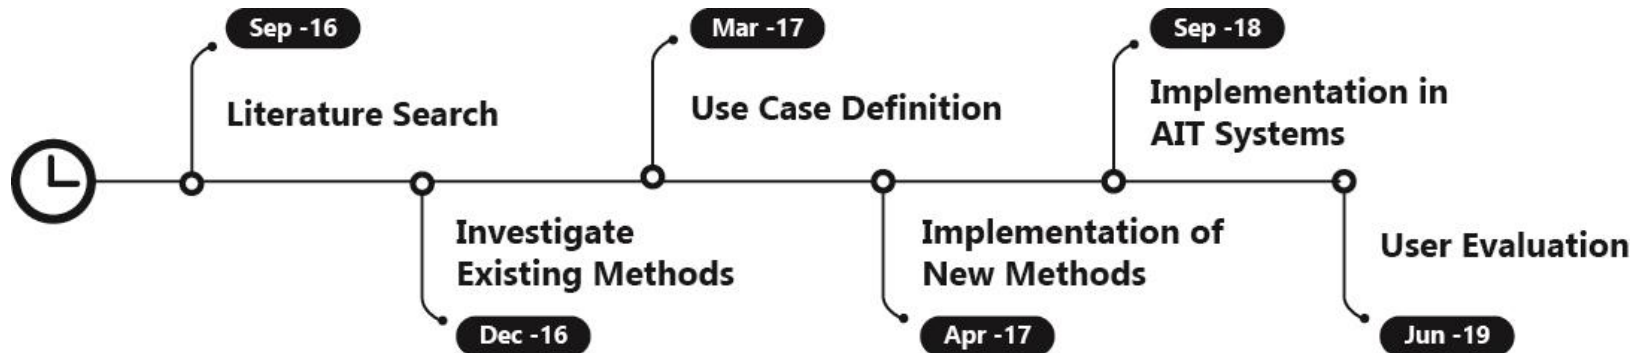 Sep -16
Literature Search
Investigate
Existing Methods
Dec -16
Mar -17
Use Case Definition
Implementation of
New Methods
Apr -17
Sep -18
Implementation in
AIT Systems
User Evaluation
Jun -19